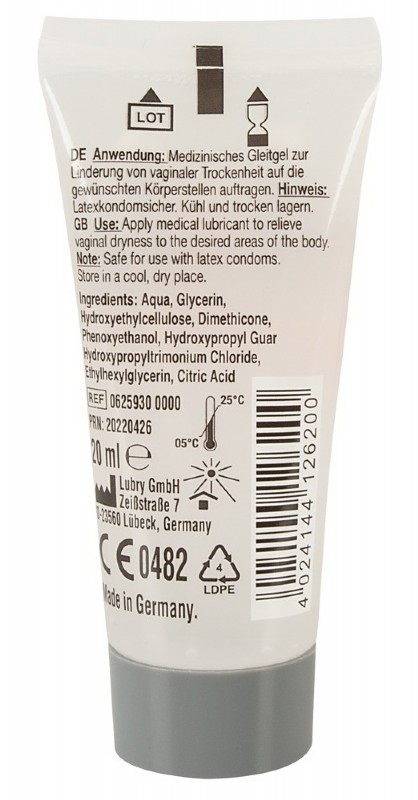 LOT
DE Anwendung: Medizinisches Gleitgel zur
Linderung von vaginaler Trockenheit auf die
gewünschten Körperstellen auftragen. Hinweis:
Latexkondomsicher. Kühl und trocken lagern.
GB Use: Apply medical lubricant to relieve
vaginal dryness to the desired areas of the body.
Note: Safe for use with latex condoms.
Store in a cool, dry place.
Ingredients: Aqua, Glycerin,
Hydroxyethylcellulose, Dimethicone,
Phenoxyethanol, Hydroxypropyl Guar
Hydroxypropyltrimonium Chloride,
Ethylhexylglycerin, Citric Acid
REF 0625930 0000
PRN: 20220426
25°C
05°C
20 ml e
Lubry GmbH
Zeißstraße 7
D-23560 Lübeck, Germany
CE 0482
4
LDPE
Made in Germany.
4 024144 126200